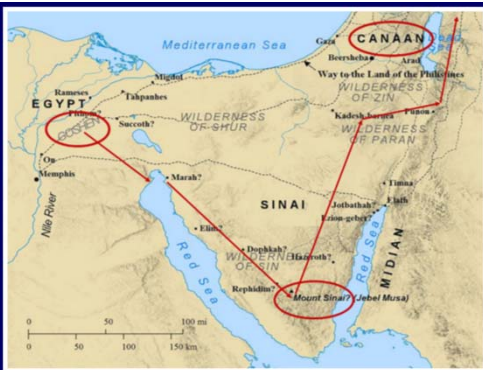 Mediterranean Sea
Gaza
CANAAN
Dead
Sea
Beersheba
Arad
Way to the Land of the Philistines
Migdol
WILDERNESS
OF ZIN
Rameses
Tahpanhes
EGYPT
GOSHEN
Succoth?
WILDERNESS
OF SHUR
Kadesh-barnea
Punon
WILDERNESS
OF PARAN
On
Memphis
Marah?
SINAI
Timna
Jotbathah?
Elath
Ezion-geber?
Nile River
Elim?
Dophkah?
Hazeroth?
WILDERNESS
OF SIN
Red Sea
Red Sea
MIDIAN
Rephidim?
Mount Sinai? (Jebel Musa)
0 50 100 mi
0 50 100 150 km